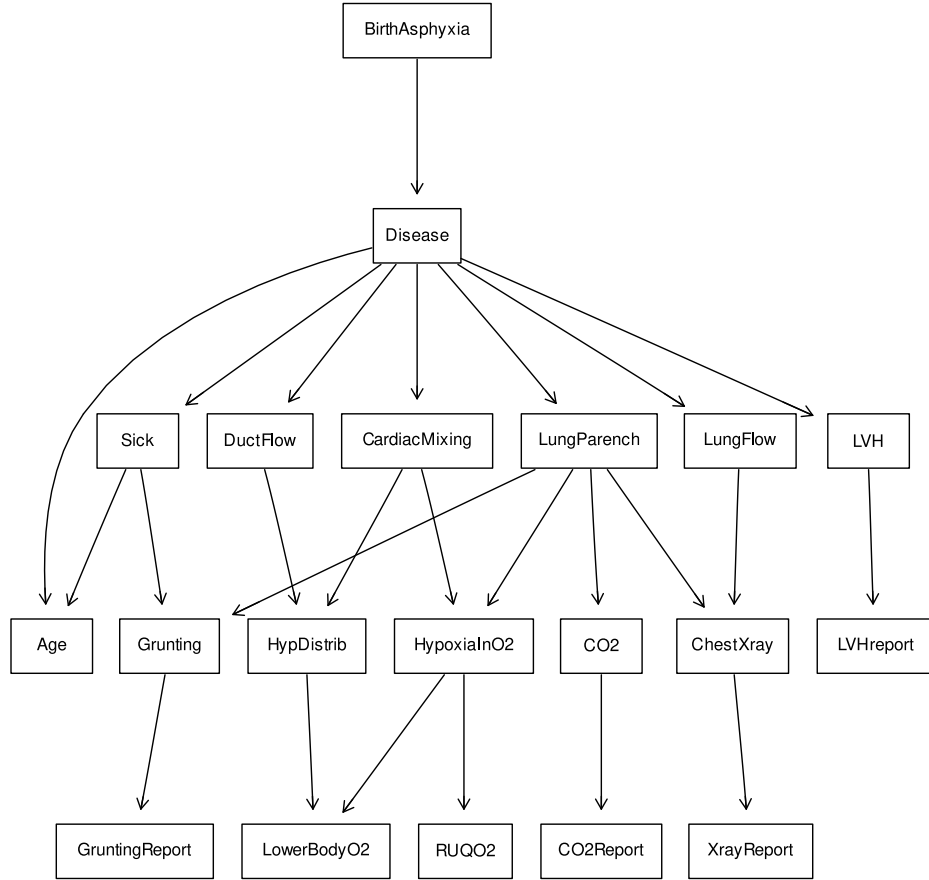 BirthAsphyxia
Disease
Sick
DuctFlow
CardiacMixing
LungParench
LungFlow
LVH
Age
Grunting
HypDistrib
HypoxiaInO2
CO2
ChestXray
LVHreport
GruntingReport
LowerBodyO2
RUQO2
CO2Report
XrayReport